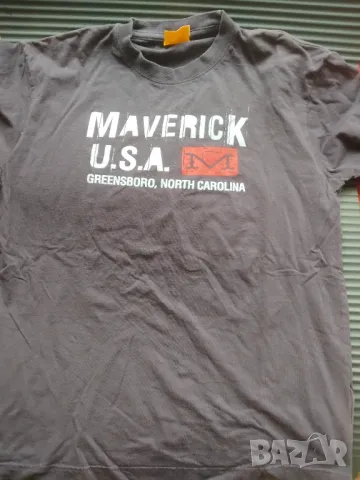 MAVERICK
U.S.A. M
GREENSBORO, NORTH CAROLINA
BAZAR